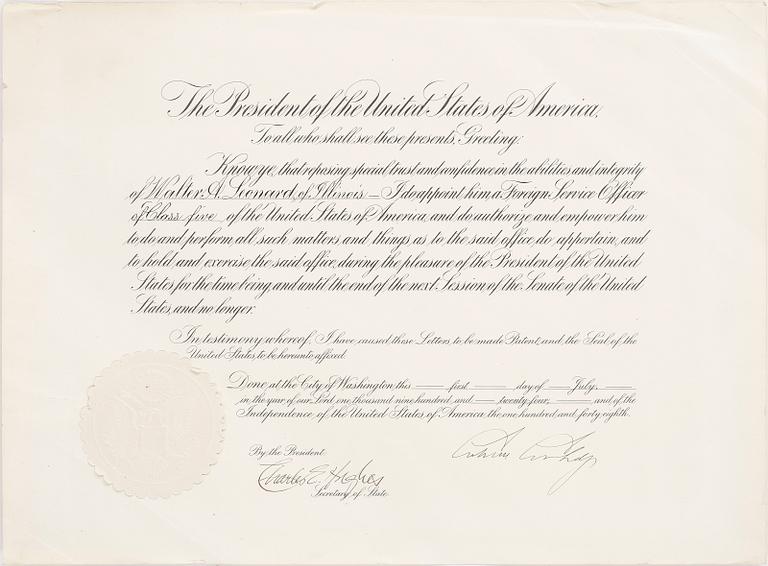 The President of the United States of America,
To all who shall see these presents, Greeting:
Know ye, that reposing special trust and confidence in the abilities and integrity
of Walter A. Leonard, of Illinois – I do appoint him a Foreign Service Officer
of Class five of the United States of America, and do authorize and empower him
to do and perform all such matters and things as to the said office do appertain, and
to hold and exercise the said office, during the pleasure of the President of the United
States for the time being, and until the end of the next Session of the Senate of the United
States, and no longer.
In testimony whereof, I have caused these Letters to be made Patent, and the Seal of the
United States to be hereunto affixed.
Done at the City of Washington this — first — day of — July, —
in the year of our Lord one thousand nine hundred and — twenty-four, — and of the
Independence of the United States of America the one hundred and forty eighth.
By the President:
Calvin Coolidge
Charles E. Hughes
Secretary of State.